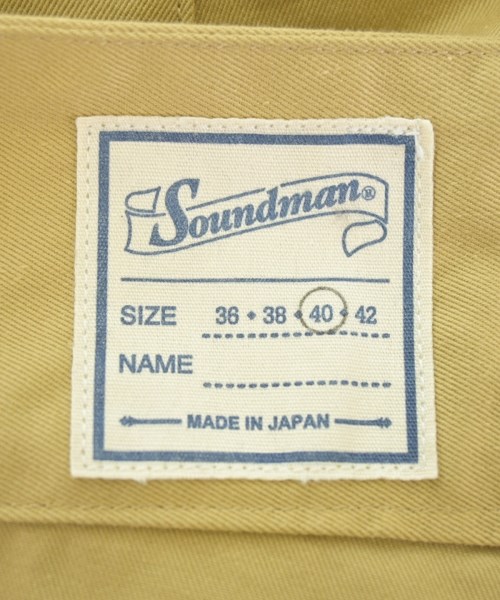 Soundman®
SIZE 36 • 38 • 40 • 42
NAME
MADE IN JAPAN